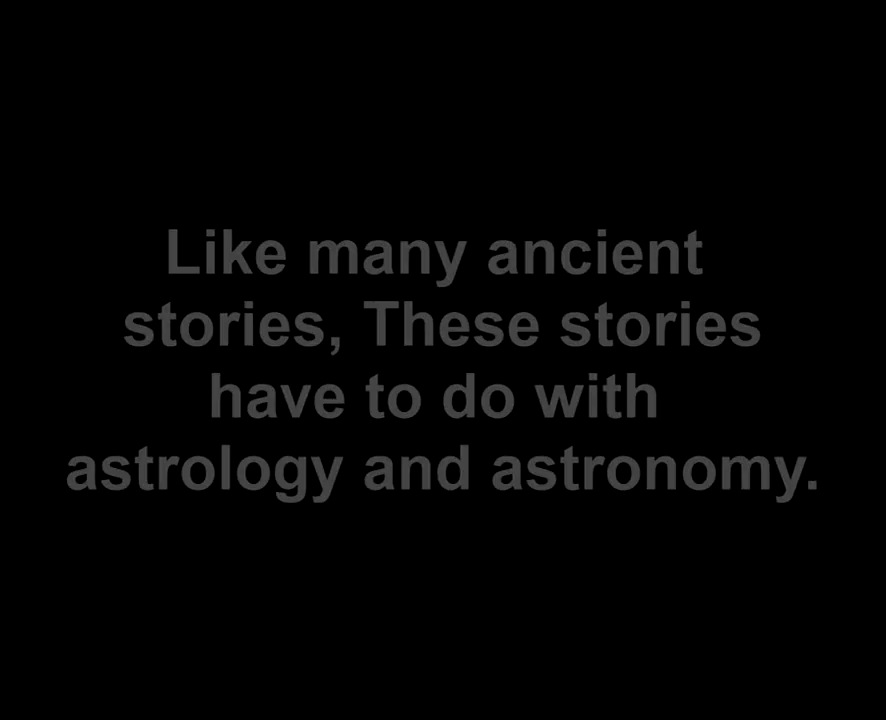 Like many ancient
stories, These stories
have to do with
astrology and astronomy.